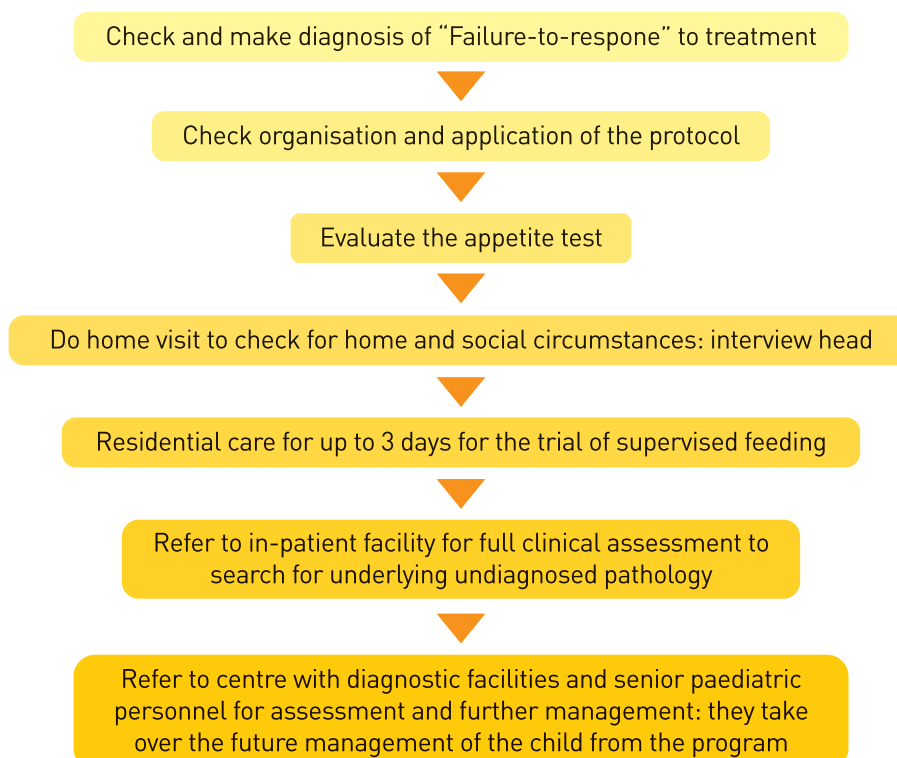 Check and make diagnosis of “Failure-to-respone” to treatment
Check organisation and application of the protocol
Evaluate the appetite test
Do home visit to check for home and social circumstances: interview head
Residential care for up to 3 days for the trial of supervised feeding
Refer to in-patient facility for full clinical assessment to
search for underlying undiagnosed pathology
Refer to centre with diagnostic facilities and senior paediatric
personnel for assessment and further management: they take
over the future management of the child from the program